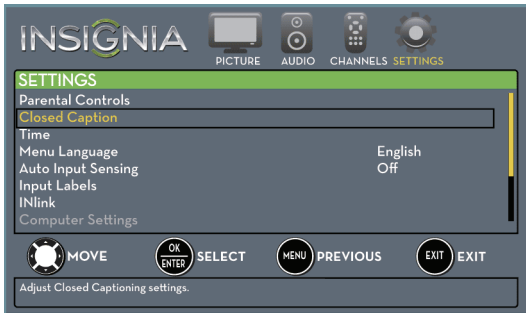 INSIGNIA
PICTURE AUDIO CHANNELS SETTINGS
SETTINGS
Parental Controls
Closed Caption
Time
Menu Language English
Auto Input Sensing Off
Input Labels
INlink
Computer Settings
MOVE OK ENTER SELECT MENU PREVIOUS EXIT EXIT
Adjust Closed Captioning settings.